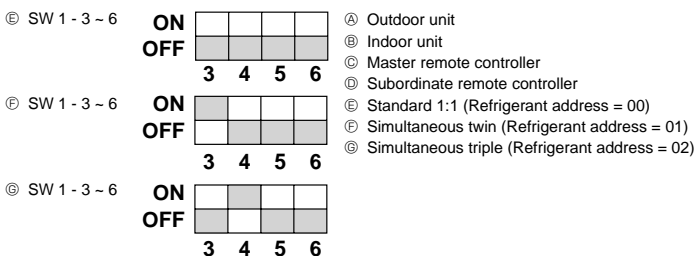 Ⓔ SW 1 - 3 ~ 6
ON
OFF
3 4 5 6
Ⓕ SW 1 - 3 ~ 6
ON
OFF
3 4 5 6
Ⓖ SW 1 - 3 ~ 6
ON
OFF
3 4 5 6
Ⓐ Outdoor unit
Ⓑ Indoor unit
Ⓒ Master remote controller
Ⓓ Subordinate remote controller
Ⓔ Standard 1:1 (Refrigerant address = 00)
Ⓕ Simultaneous twin (Refrigerant address = 01)
Ⓖ Simultaneous triple (Refrigerant address = 02)